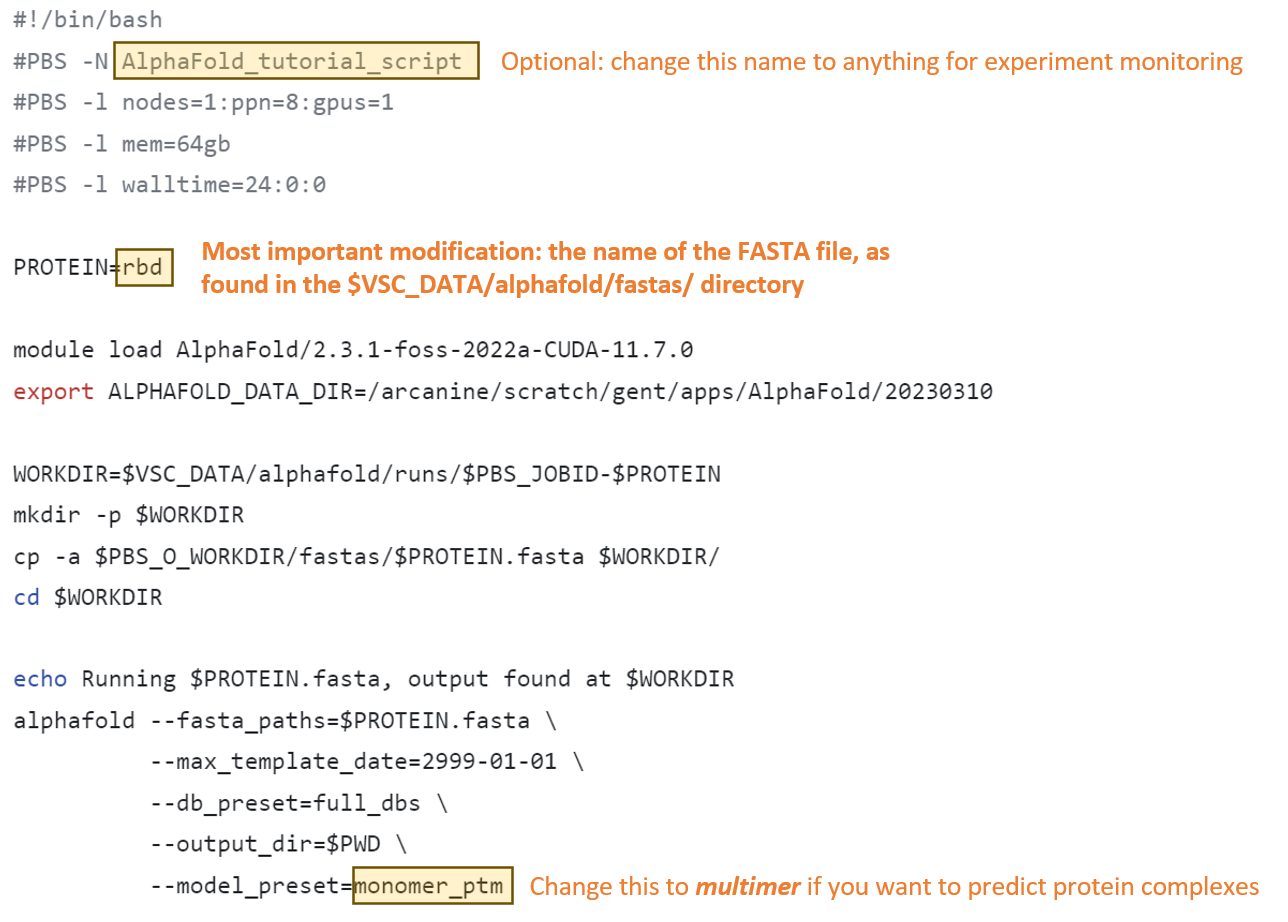 #!/bin/bash
#PBS -N AlphaFold_tutorial_script Optional: change this name to anything for experiment monitoring
#PBS -l nodes=1:ppn=8:gpus=1
#PBS -l mem=64gb
#PBS -l walltime=24:0:0
PROTEIN=rbd
Most important modification: the name of the FASTA file, as
found in the $VSC_DATA/alphafold/fastas/ directory
module load AlphaFold/2.3.1-foss-2022a-CUDA-11.7.0
export ALPHAFOLD_DATA_DIR=/arcanine/scratch/gent/apps/AlphaFold/20230310
WORKDIR=$VSC_DATA/alphafold/runs/$PBS_JOBID-$PROTEIN
mkdir -p $WORKDIR
cp -a $PBS_O_WORKDIR/fastas/$PROTEIN.fasta $WORKDIR/
cd $WORKDIR
echo Running $PROTEIN.fasta, output found at $WORKDIR
alphafold --fasta_paths=$PROTEIN.fasta \
--max_template_date=2999-01-01 \
--db_preset=full_dbs \
--output_dir=$PWD \
--model_preset=monomer_ptm Change this to multimer if you want to predict protein complexes